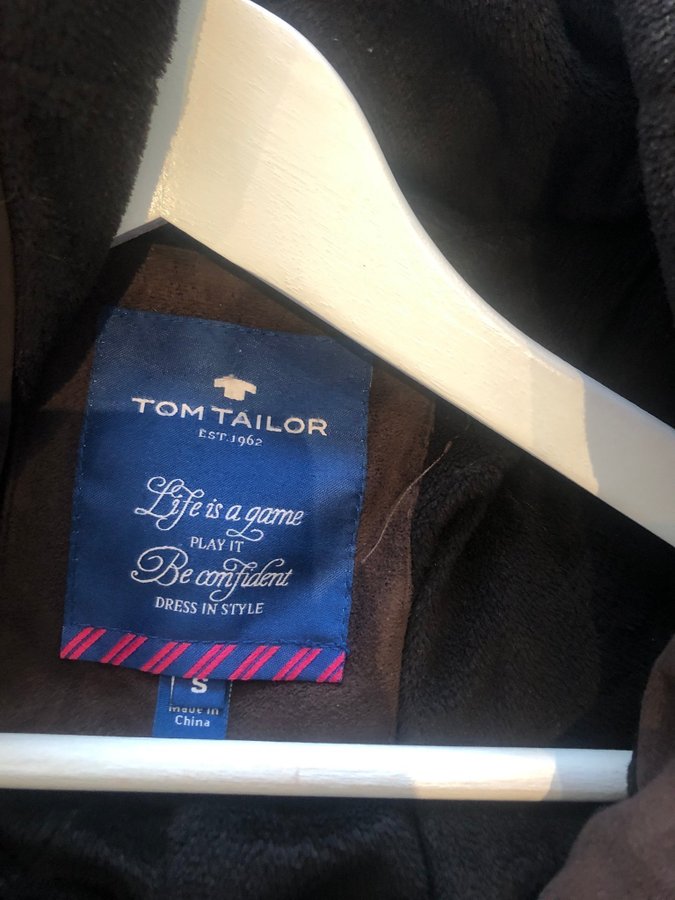 TOM TAILOR
EST.1962
Life is a game
PLAY IT
Be confident
DRESS IN STYLE
S
Made in
China